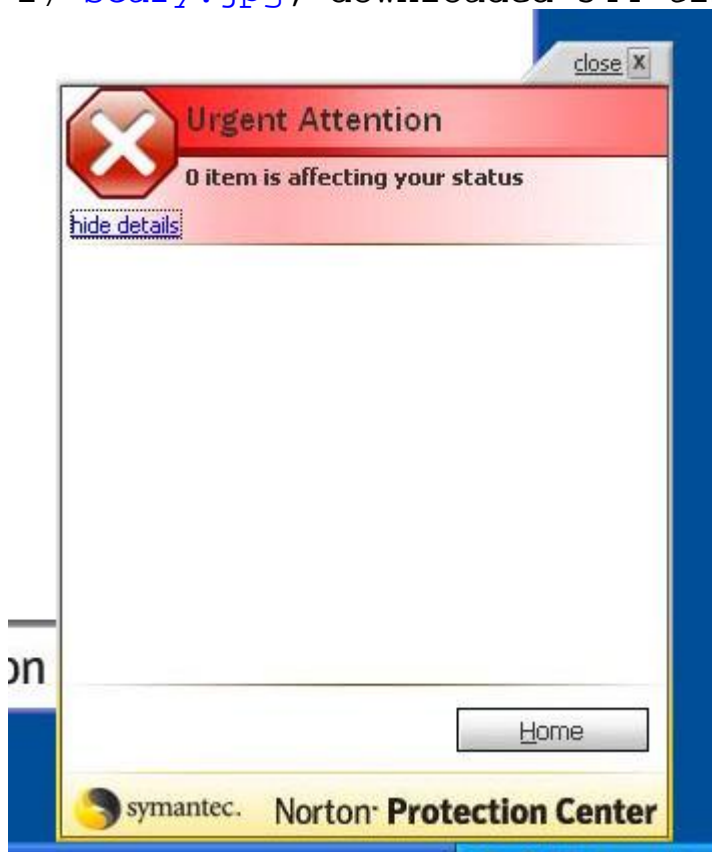 close X
Urgent Attention
0 item is affecting your status
hide details
on
Home
symantec. Norton· Protection Center